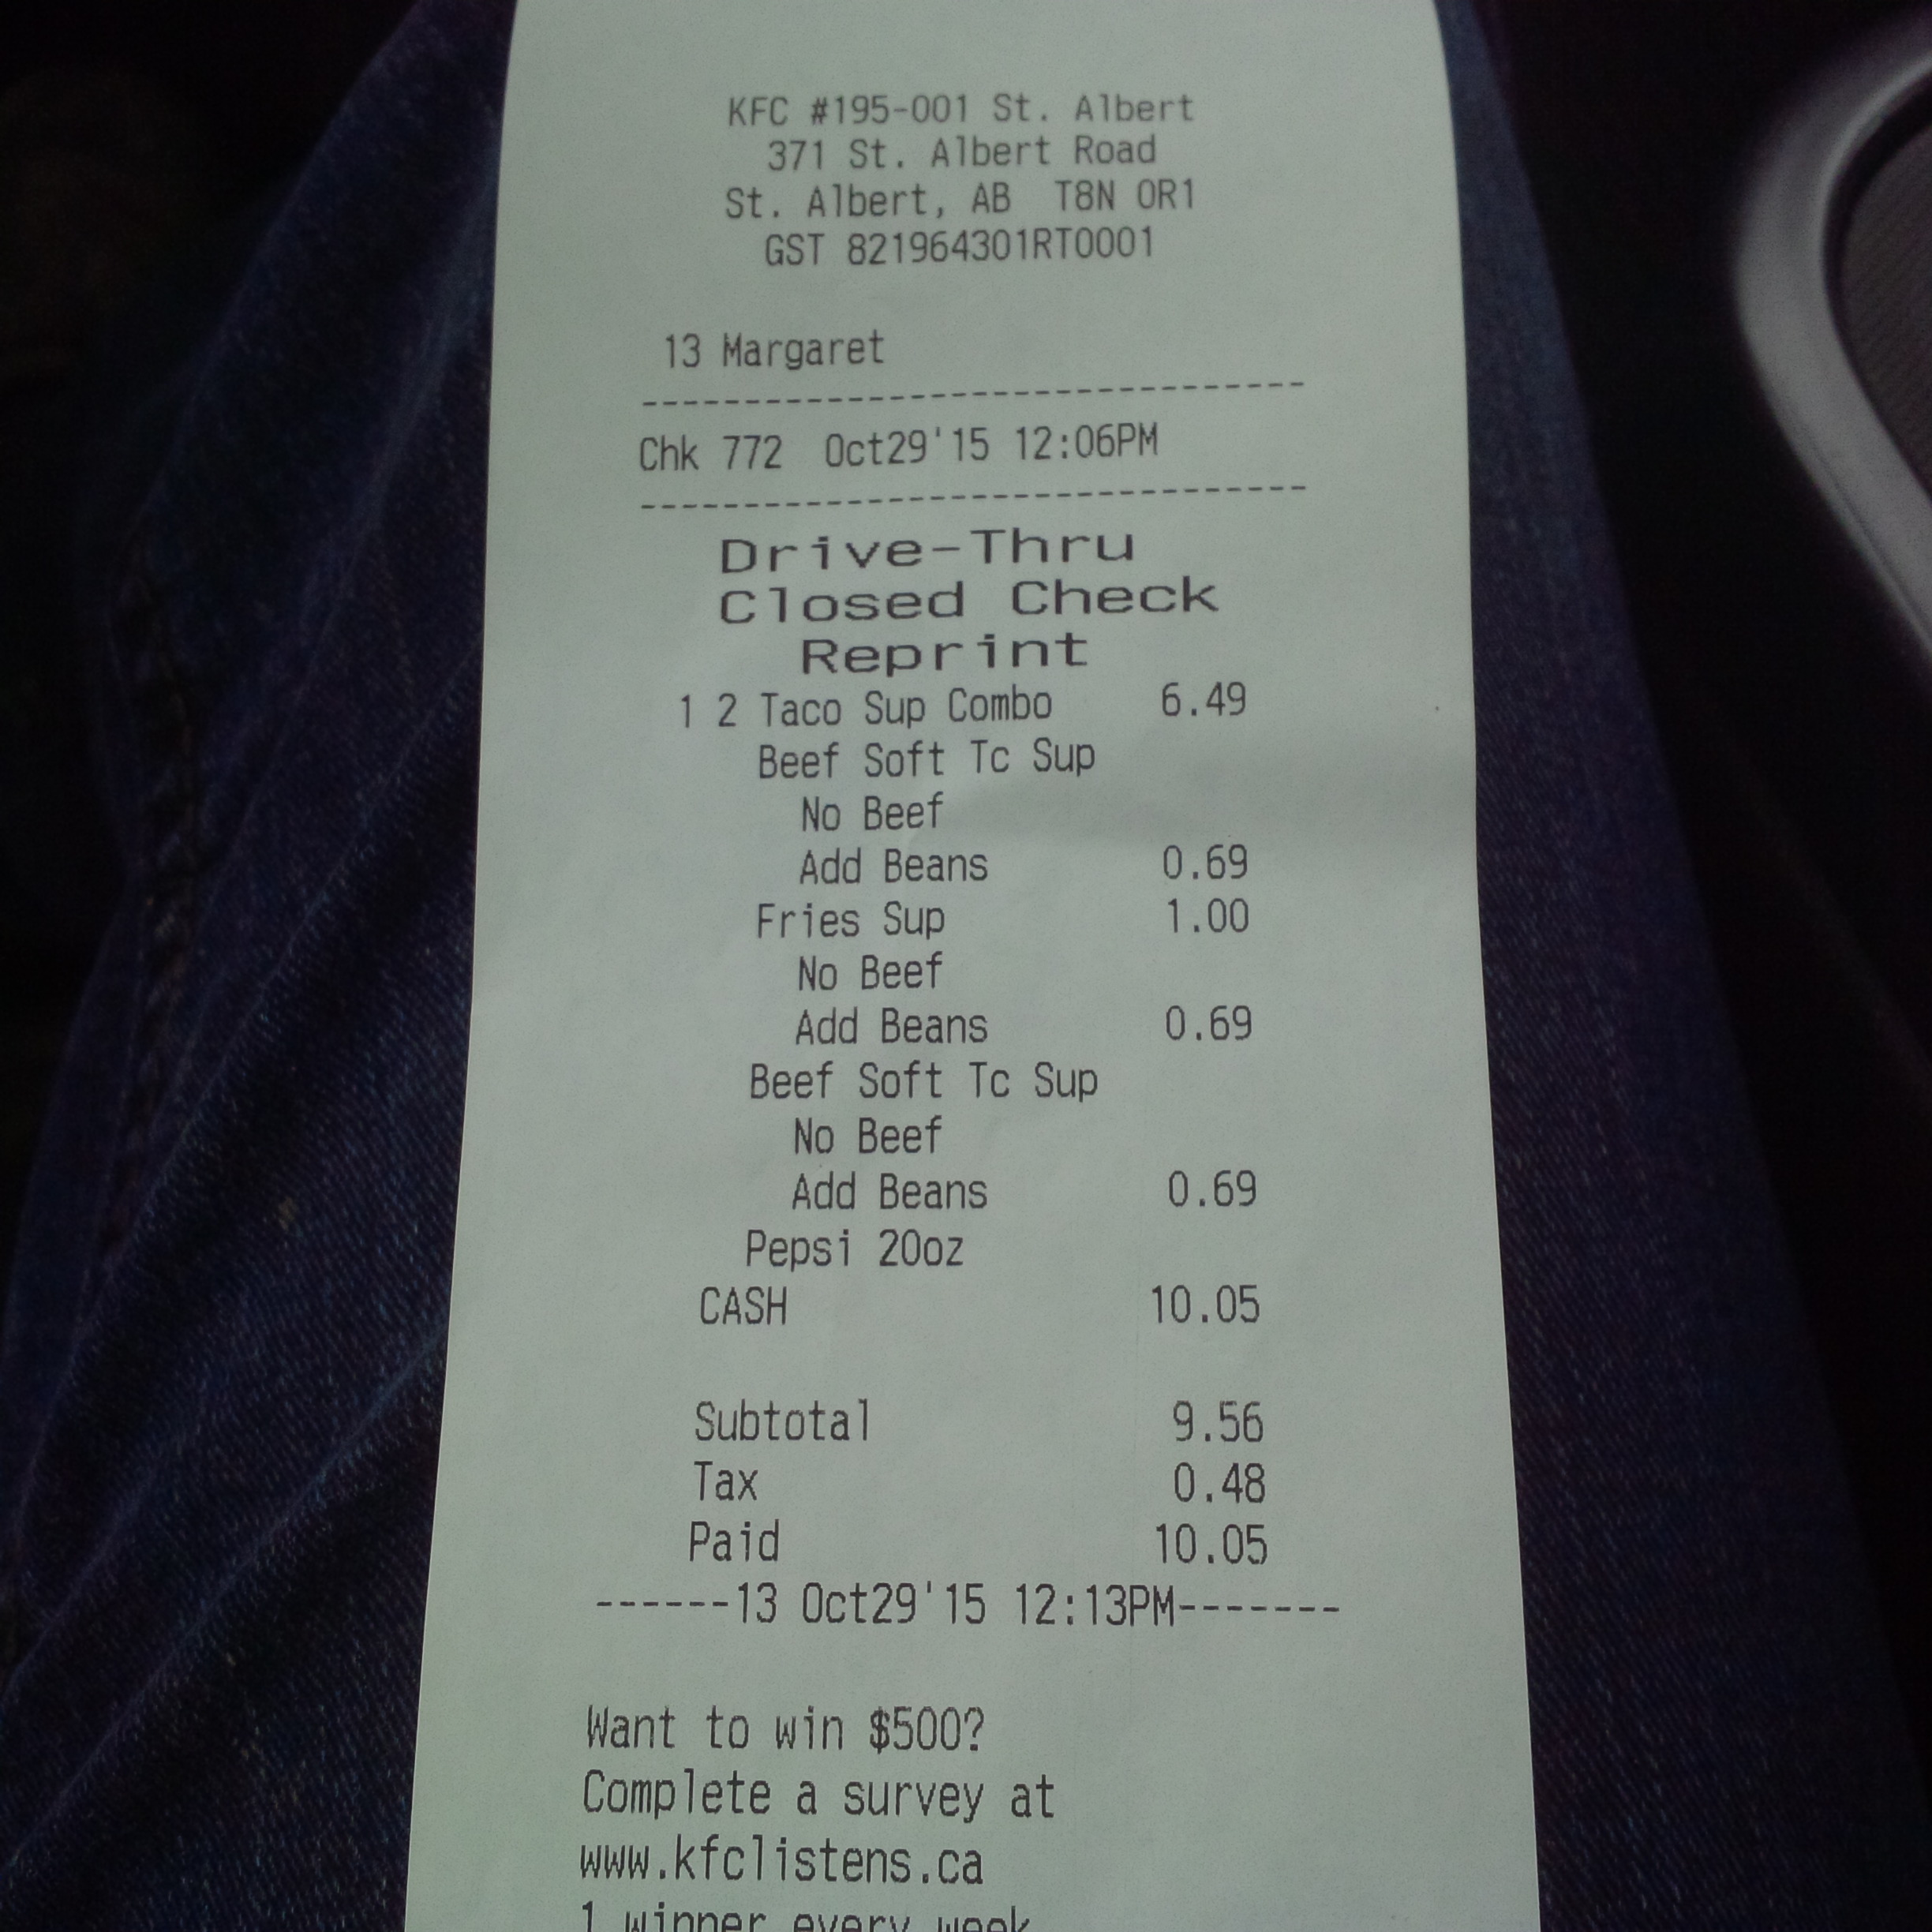 KFC #195-001 St. Albert
371 St. Albert Road
St. Albert, AB  T8N 0R1
GST 821964301RT0001
13 Margaret
--------------------------------
Chk 772  Oct29'15 12:06PM
--------------------------------
Drive-Thru
Closed Check
Reprint
1 2 Taco Sup Combo 6.49
Beef Soft Tc Sup
No Beef
Add Beans 0.69
Fries Sup 1.00
No Beef
Add Beans 0.69
Beef Soft Tc Sup
No Beef
Add Beans 0.69
Pepsi 20oz
CASH 10.05
Subtotal 9.56
Tax 0.48
Paid 10.05
------13 Oct29'15 12:13PM-------
Want to win $500?
Complete a survey at
www.kfclistens.ca
1 winner every week